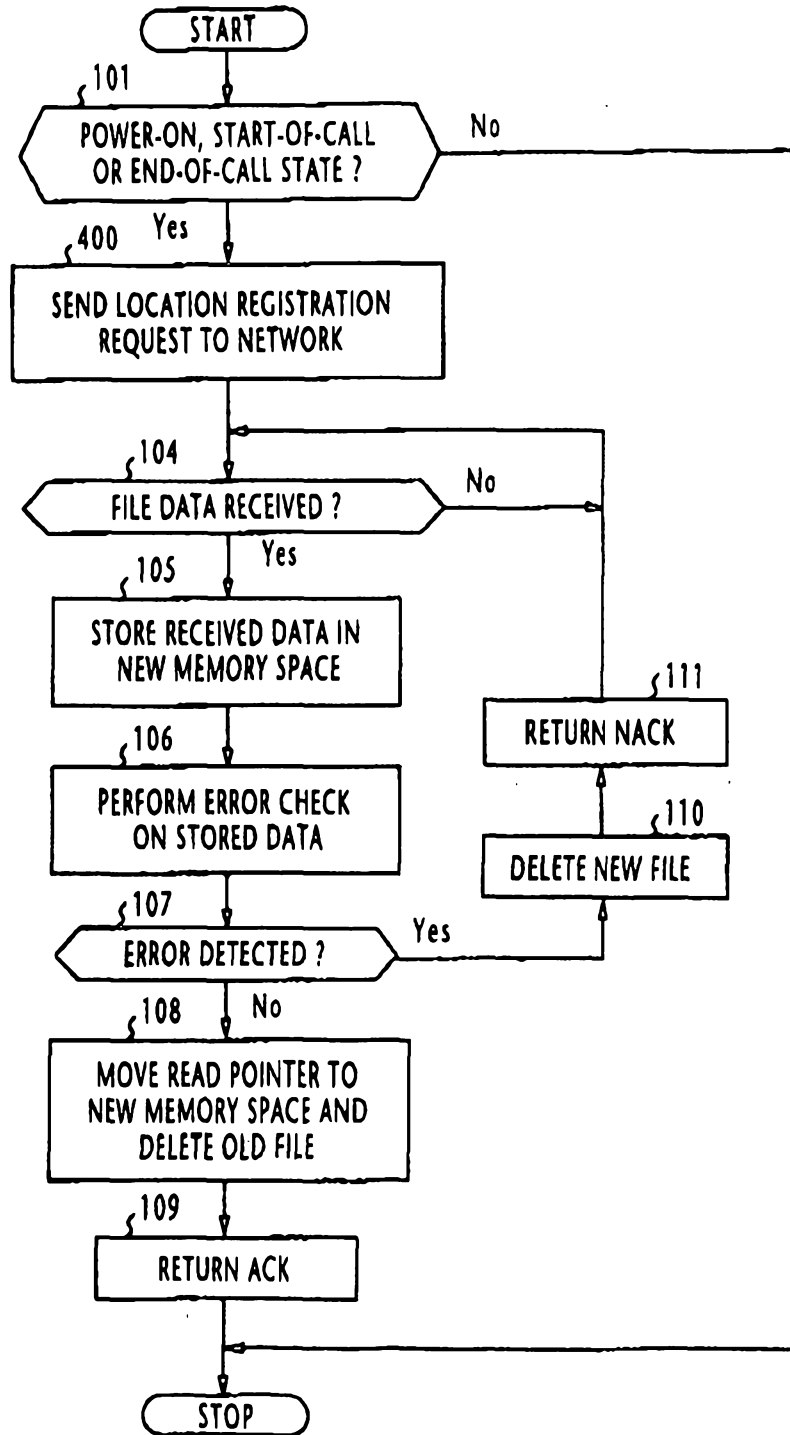 START
101
POWER-ON, START-OF-CALL
OR END-OF-CALL STATE ?
No
Yes
400
SEND LOCATION REGISTRATION
REQUEST TO NETWORK
104
FILE DATA RECEIVED ?
No
Yes
105
STORE RECEIVED DATA IN
NEW MEMORY SPACE
111
RETURN NACK
106
PERFORM ERROR CHECK
ON STORED DATA
110
DELETE NEW FILE
107
ERROR DETECTED ?
Yes
No
108
MOVE READ POINTER TO
NEW MEMORY SPACE AND
DELETE OLD FILE
109
RETURN ACK
STOP